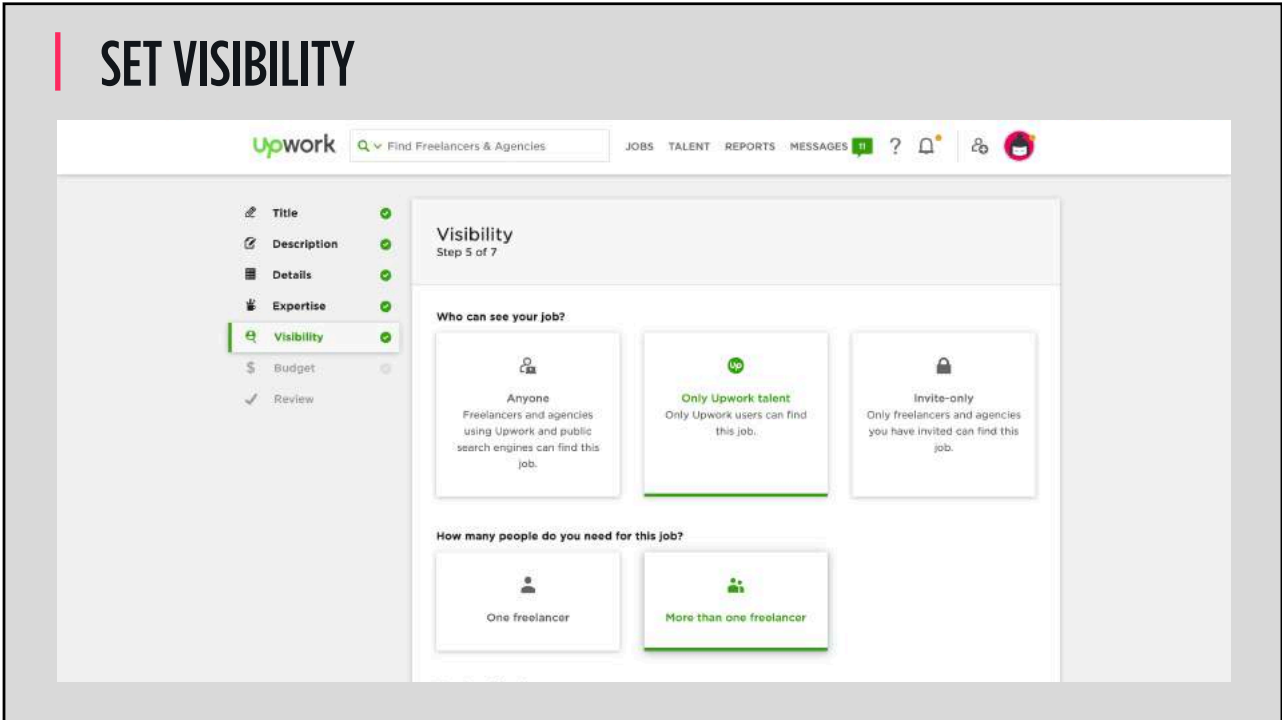 SET VISIBILITY
Upwork
Find Freelancers & Agencies
JOBS TALENT REPORTS MESSAGES 11 ?
Title
Description
Details
Expertise
Visibility
$ Budget
Review
Visibility
Step 5 of 7
Who can see your job?
Anyone
Freelancers and agencies
using Upwork and public
search engines can find this
job.
Up
Only Upwork talent
Only Upwork users can find
this job.
Invite-only
Only freelancers and agencies
you have invited can find this
job.
How many people do you need for this job?
One freelancer
More than one freelancer